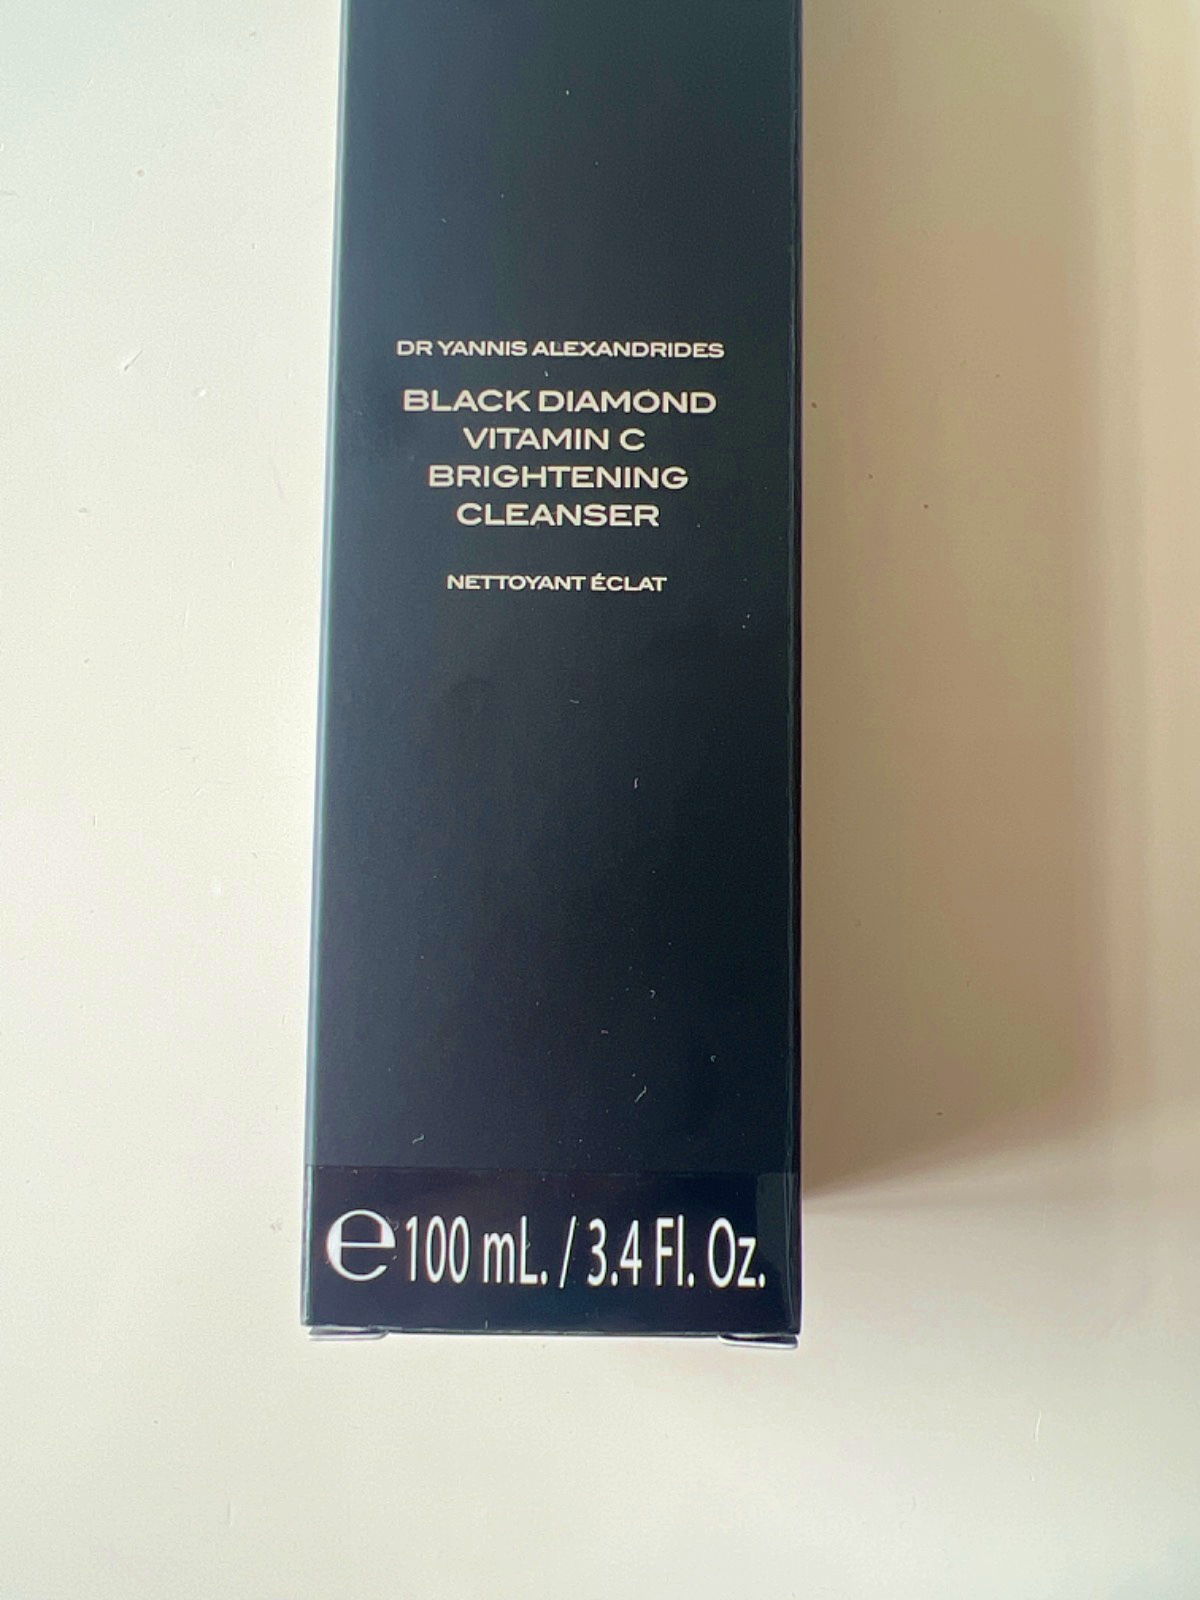 DR YANNIS ALEXANDRIDES
BLACK DIAMOND
VITAMIN C
BRIGHTENING
CLEANSER
NETTOYANT ÉCLAT
℮ 100 mL. / 3.4 Fl. Oz.